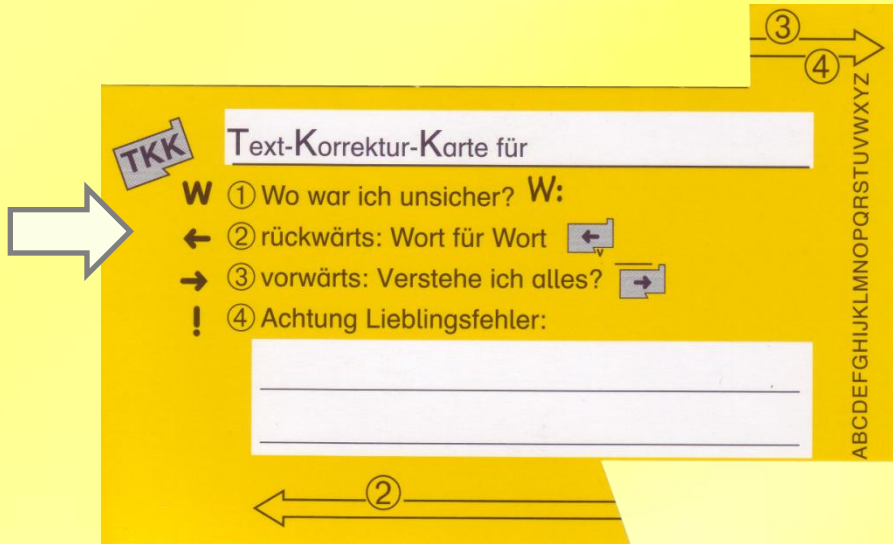 ③
④
TKK
Text-Korrektur-Karte für
W ① Wo war ich unsicher? W:
← ② rückwärts: Wort für Wort ←
v
→ ③ vorwärts: Verstehe ich alles? →
! ④ Achtung Lieblingsfehler:
②
ABCDEFGHIJKLMNOPQRSTUVWXYZ